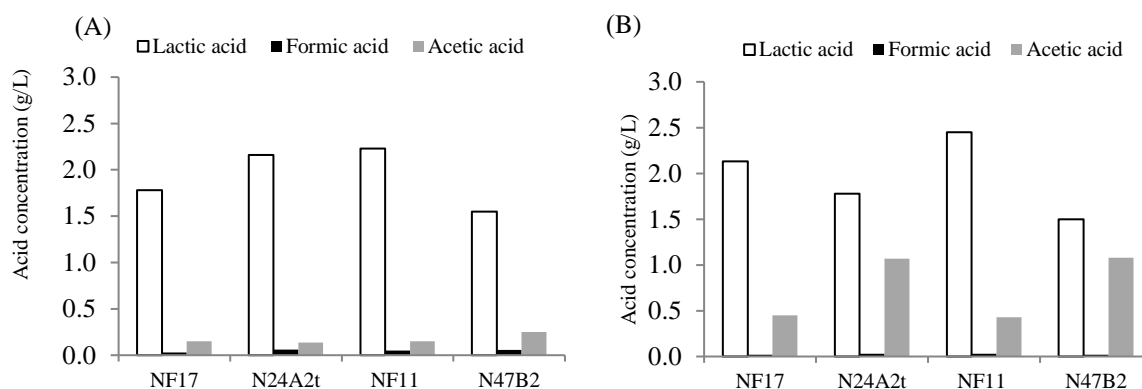 (A)
Lactic acid Formic acid Acetic acid
Acid concentration (g/L)
3.0
2.5
2.0
1.5
1.0
0.5
0.0
NF17 N24A2t NF11 N47B2
(B)
Lactic acid Formic acid Acetic acid
Acid concentration (g/L)
3.0
2.5
2.0
1.5
1.0
0.5
0.0
NF17 N24A2t NF11 N47B2